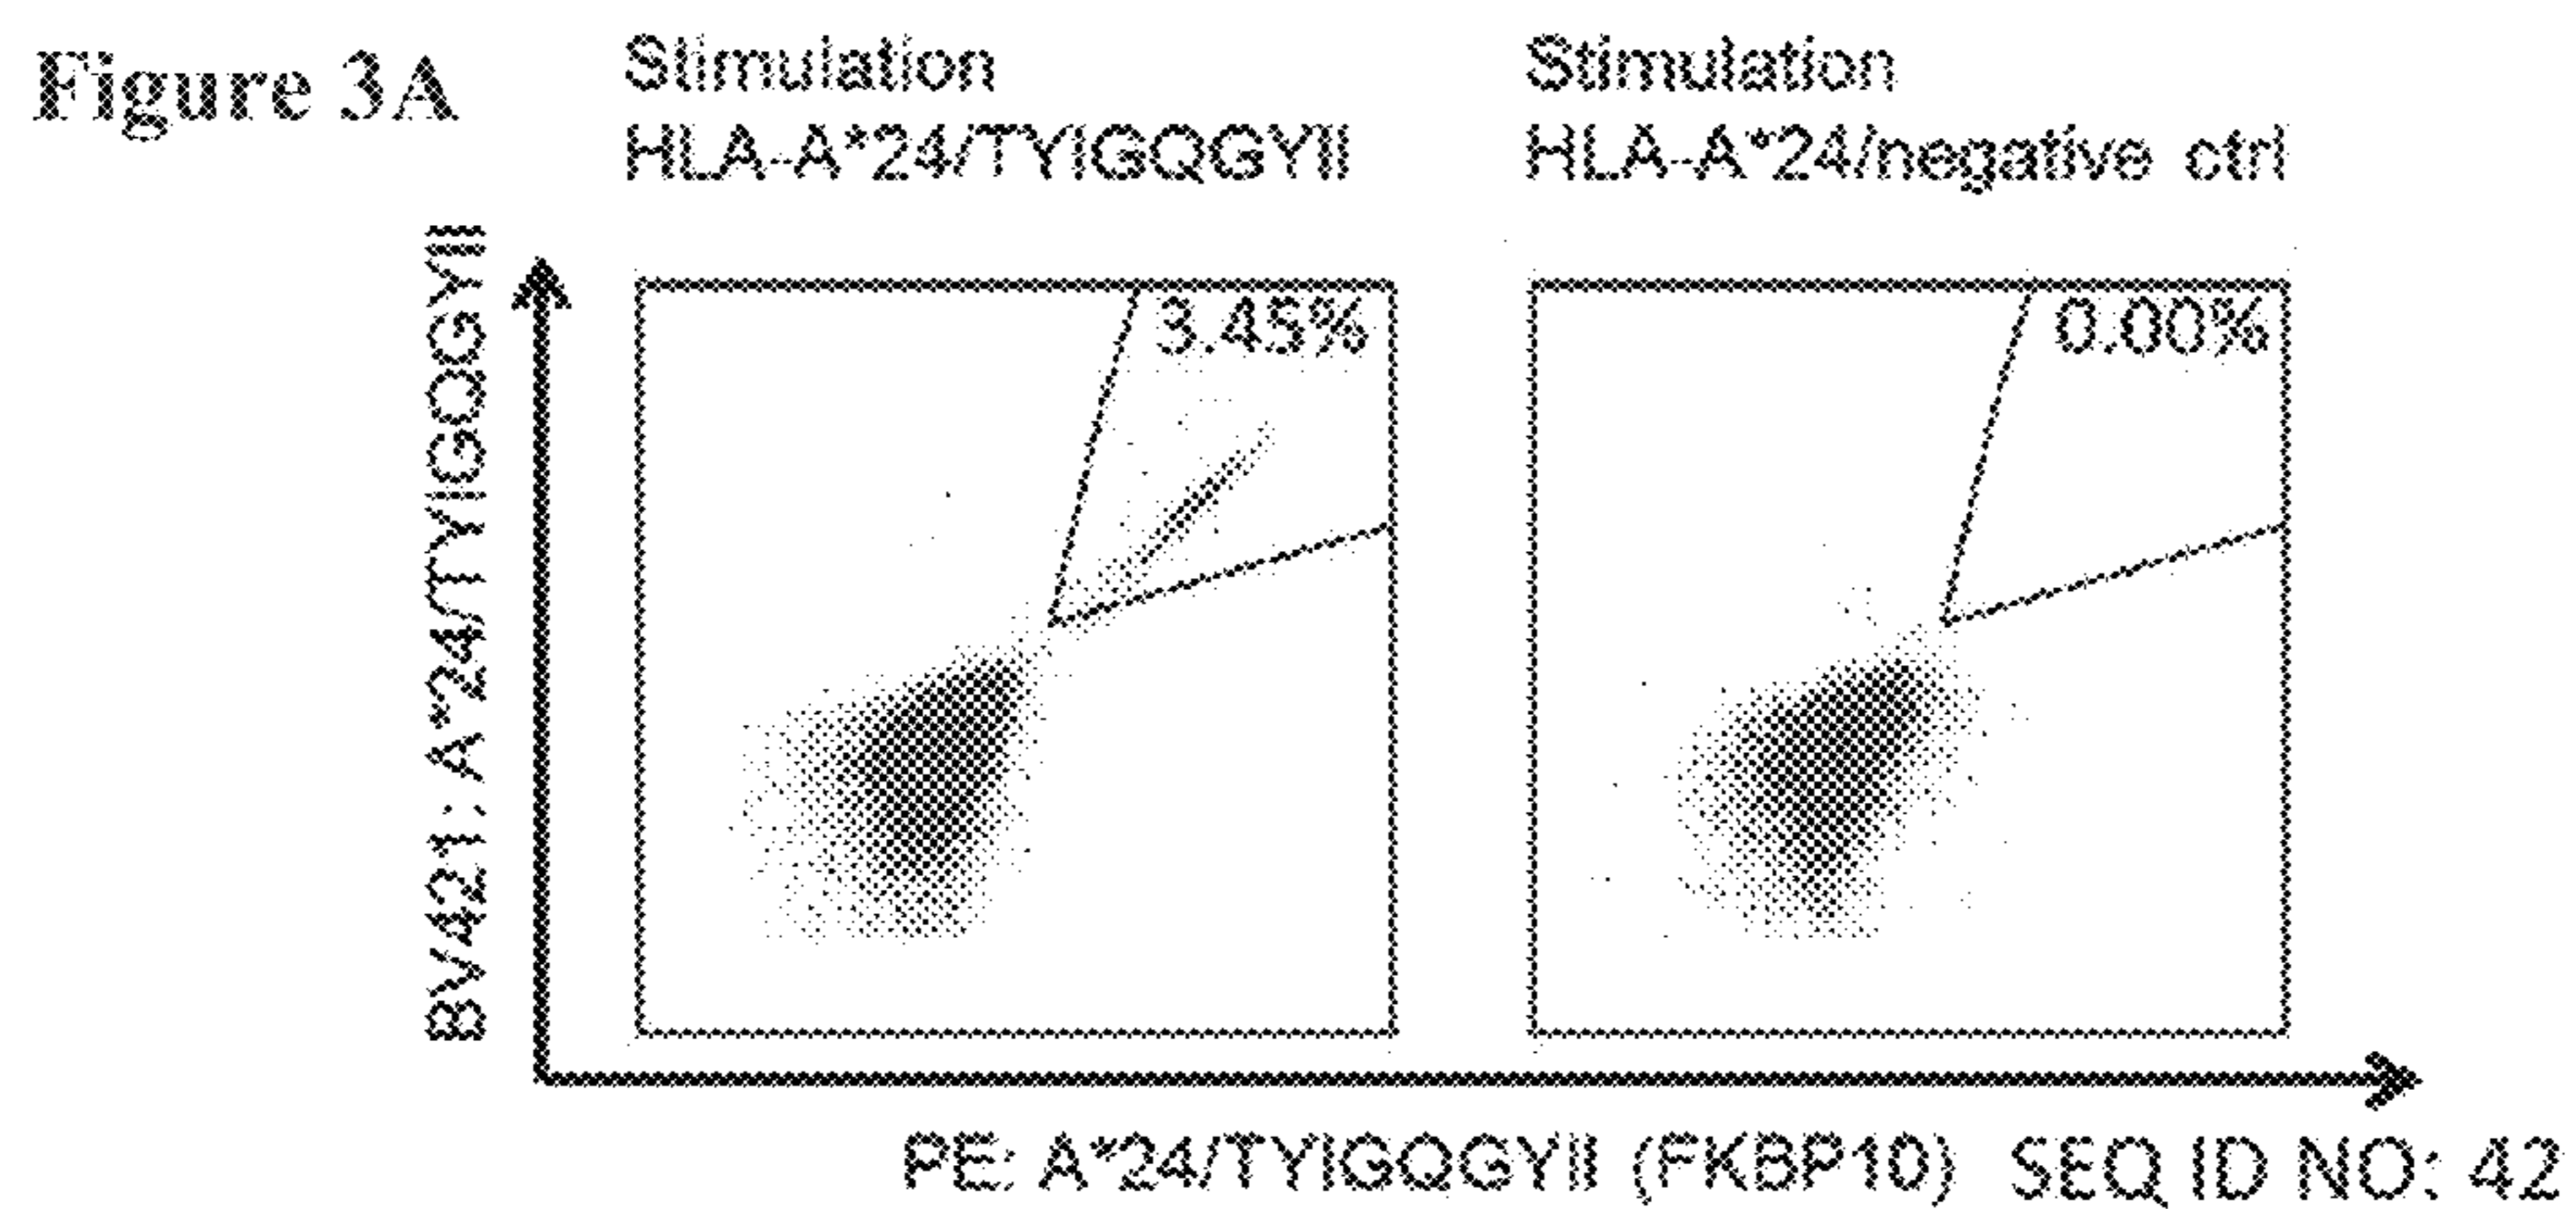 Figure 3A
Stimulation
HLA-A*24/TYIGQGYII
Stimulation
HLA-A*24/negative ctrl
BV421: A*24/TYIGQGYII
3.45%
0.00%
PE: A*24/TYIGQGYII (FKBP10) SEQ ID NO: 42